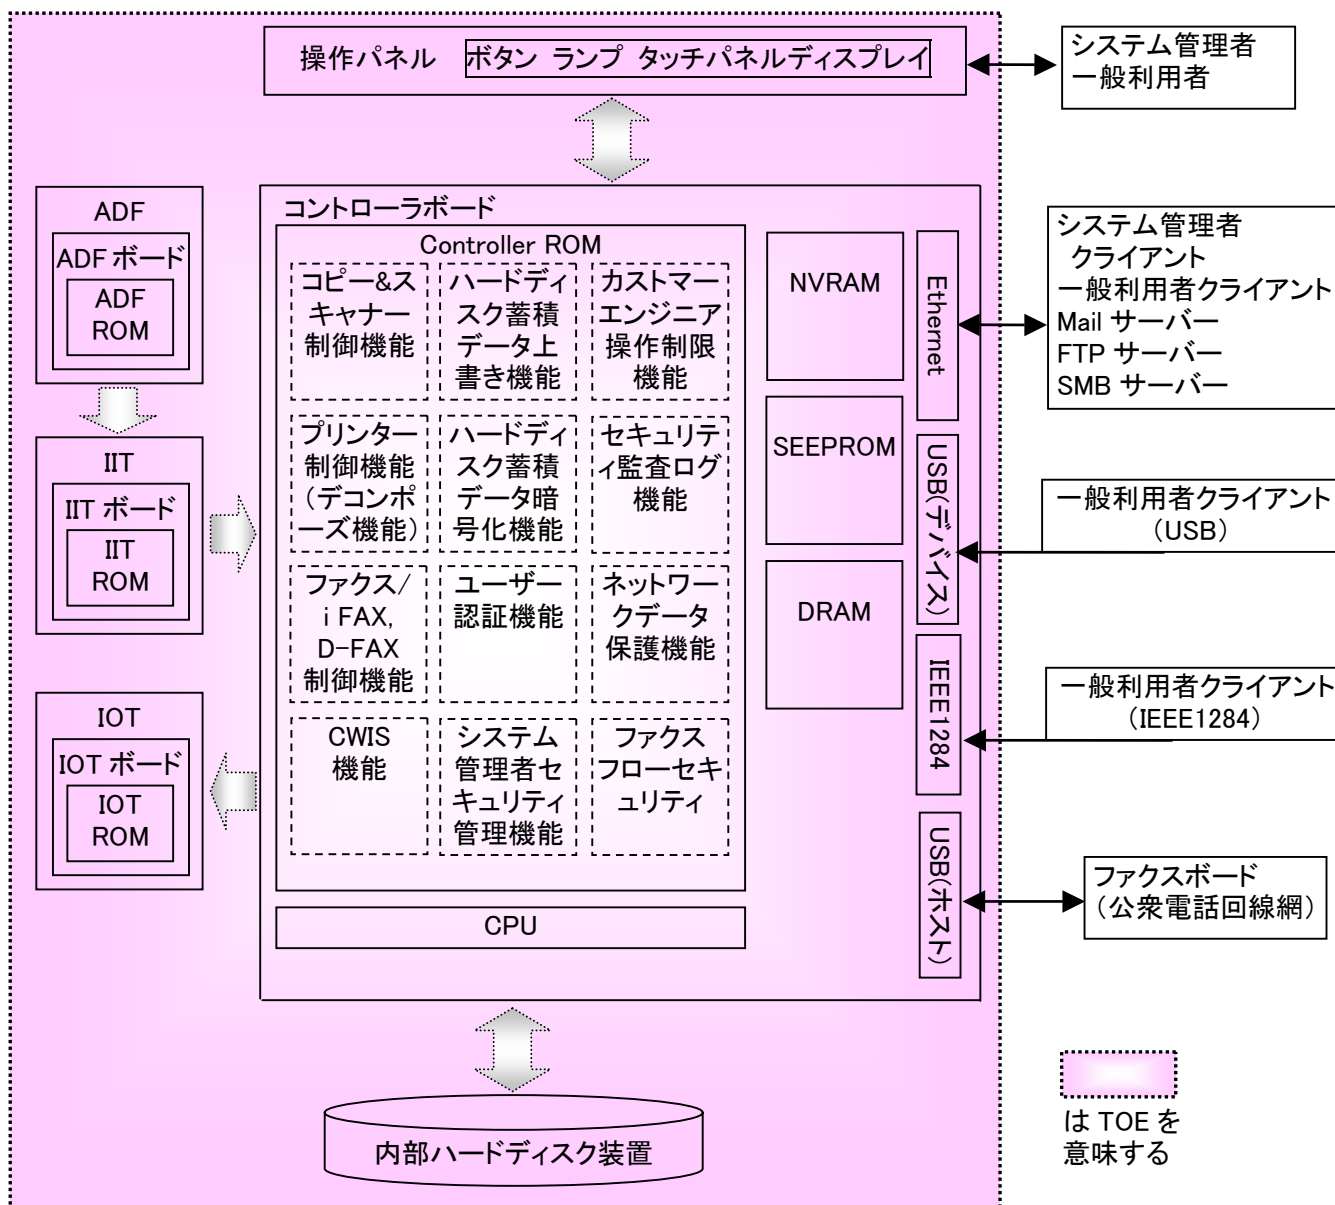 操作パネル ボタン ランプ タッチパネルディスプレイ
システム管理者
一般利用者
ADF
ADF ボード
ADF
ROM
IIT
IIT ボード
IIT
ROM
IOT
IOT ボード
IOT
ROM
コントローラボード
Controller ROM
コピー&ス
キャナー
制御機能
ハードディ
スク蓄積
データ上
書き機能
カストマー
エンジニア
操作制限
機能
プリンター
制御機能
(デコンポ
ーズ機能)
ハードディ
スク蓄積
データ暗
号化機能
セキュリテ
ィ監査ログ
機能
ファクス/
i FAX,
D-FAX
制御機能
ユーザー
認証機能
ネットワー
クデータ
保護機能
CWIS
機能
システム
管理者セ
キュリティ
管理機能
ファクス
フローセキ
ュリティ
CPU
NVRAM
SEEPROM
DRAM
Ethernet
USB(デバイス)
IEEE1284
USB(ホスト)
システム管理者
クライアント
一般利用者クライアント
Mail サーバー
FTP サーバー
SMB サーバー
一般利用者クライアント
(USB)
一般利用者クライアント
(IEEE1284)
ファクスボード
(公衆電話回線網)
内部ハードディスク装置
は TOE を
意味する